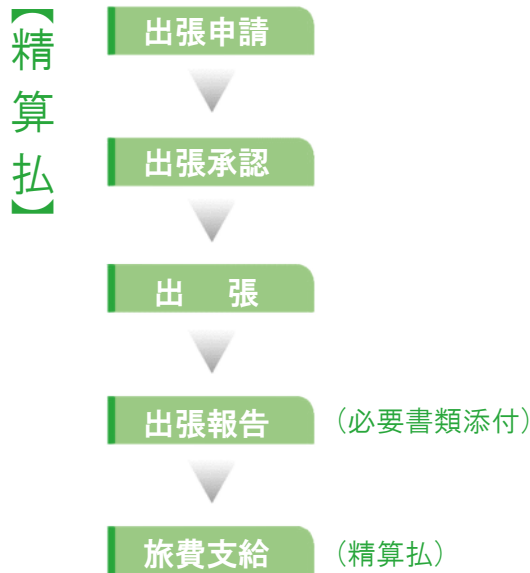 【精算払】
出張申請
出張承認
出　張
出張報告
（必要書類添付）
旅費支給
（精算払）